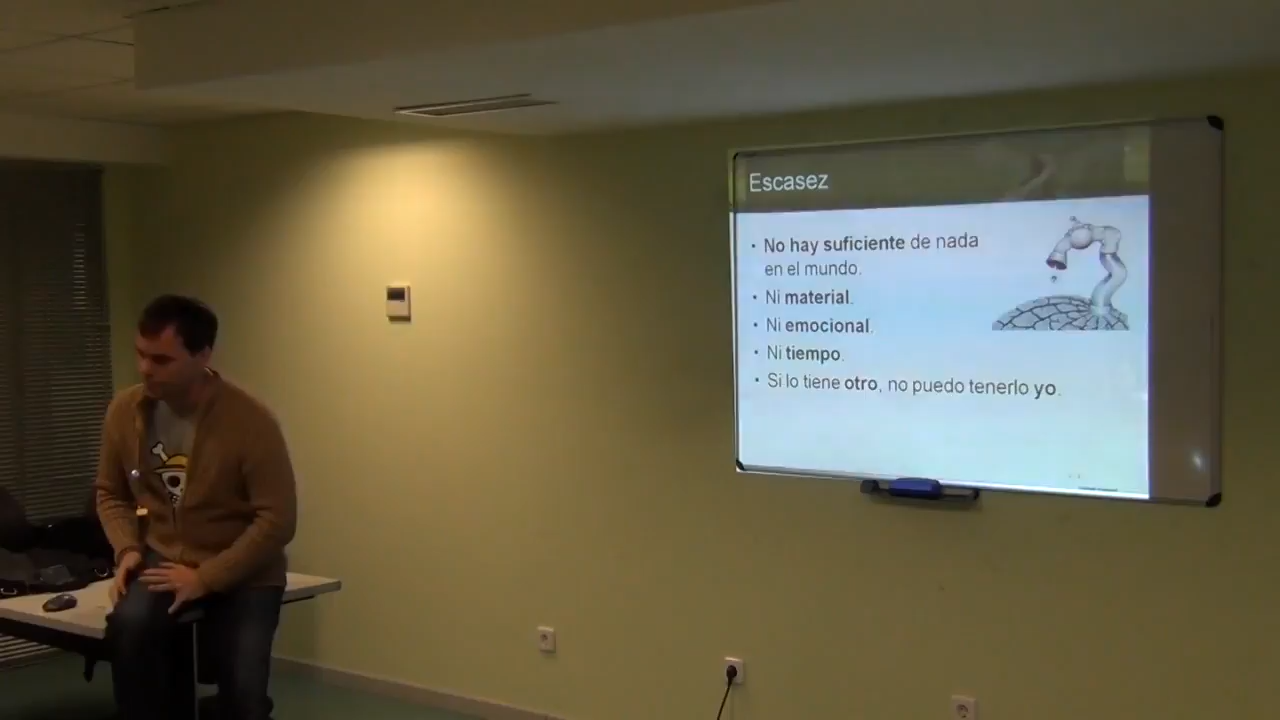 Escasez
• No hay suficiente de nada
en el mundo.
• Ni material.
• Ni emocional.
• Ni tiempo.
• Si lo tiene otro, no puedo tenerlo yo.